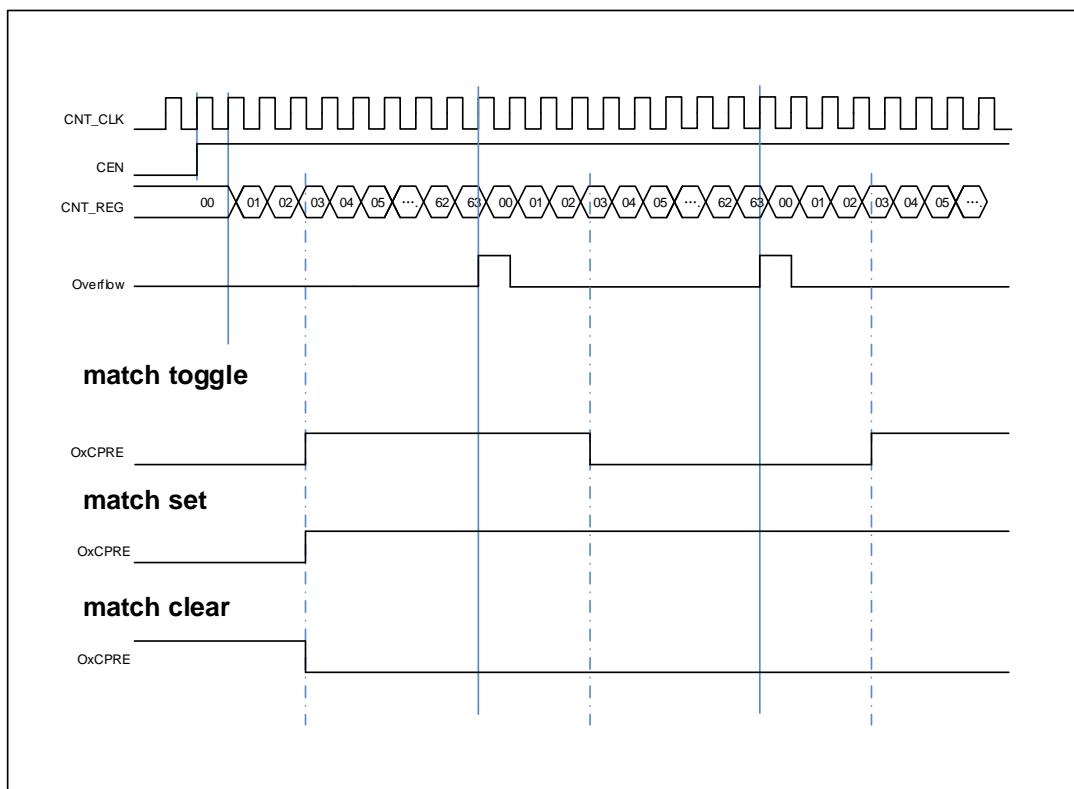 CNT_CLK
CEN
CNT_REG 00 01 02 03 04 05 .... 62 63 00 01 02 03 04 05 .... 62 63 00 01 02 03 04 05 ....
Overflow
match toggle
OxCPRE
match set
OxCPRE
match clear
OxCPRE